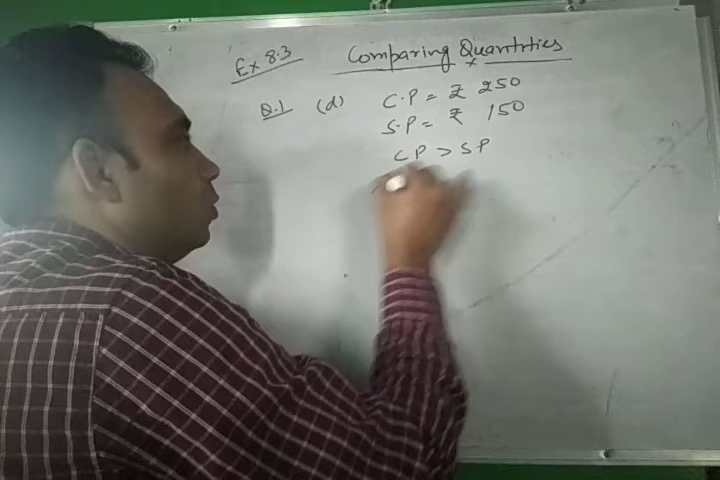 Ex 8.3 Comparing Quantities
Q.1 (d) C.P = ₹ 250
S.P = ₹ 150
CP > SP